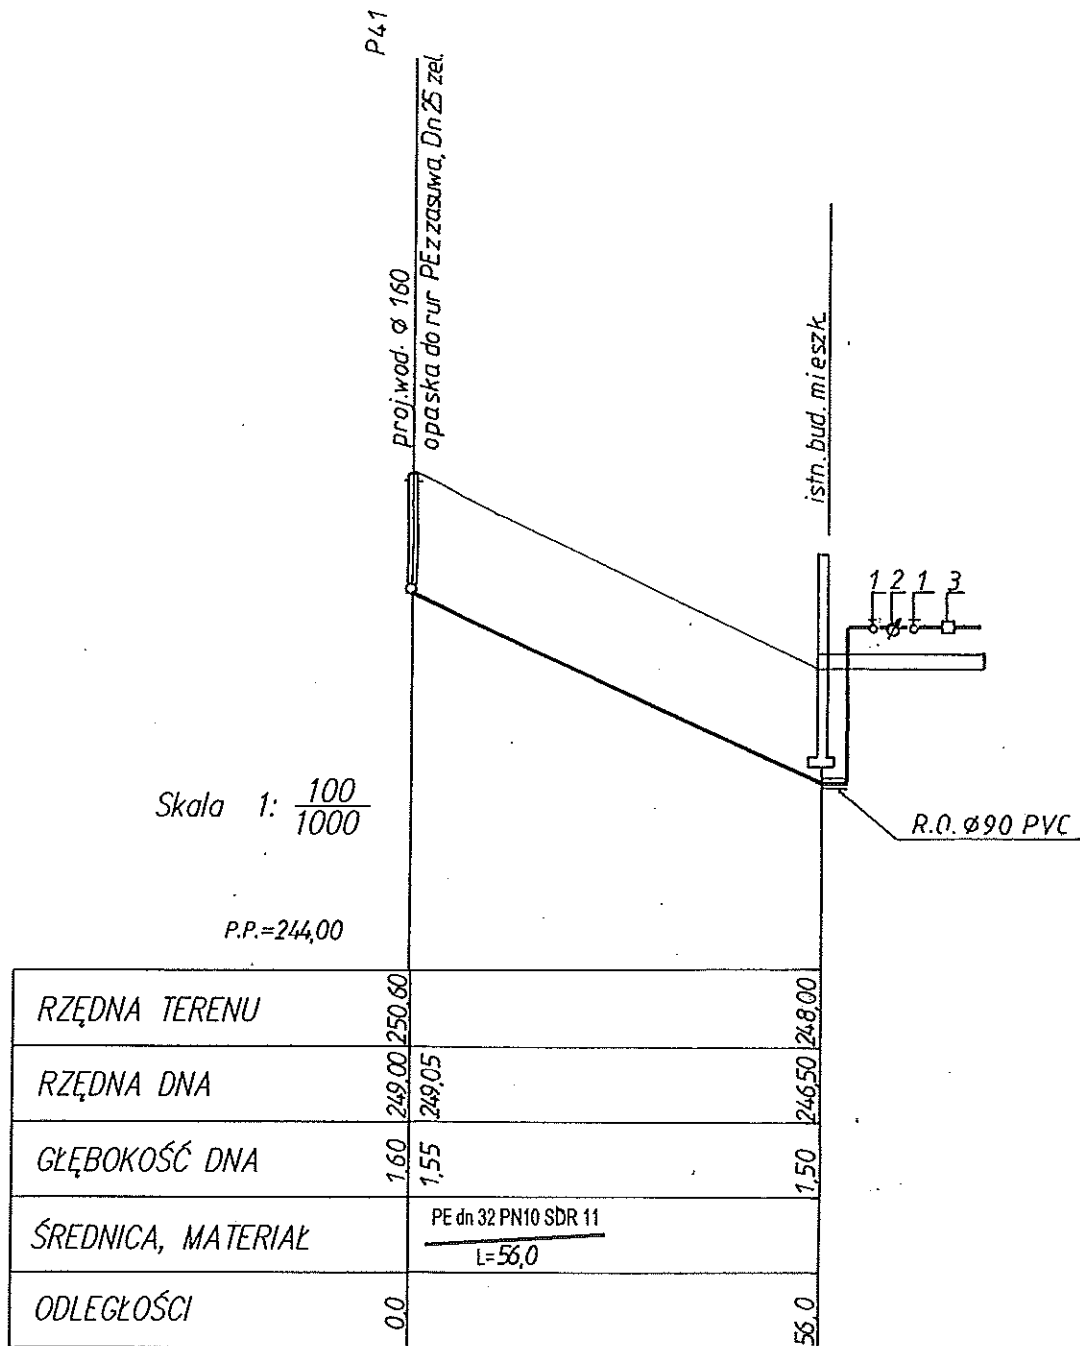 P41
proj.wod. ø 160
opaska do rur PE z zasuwą, Dn 25 żel.
istn. bud. mieszk.
1 2 1 3
Skala 1: 100
1000
R.O. ø90 PVC
P.P.=244,00
RZĘDNA TERENU 250,60 248,00
RZĘDNA DNA 249,00 249,05 246,50
GŁĘBOKOŚĆ DNA 1,60 1,55 1,50
ŚREDNICA, MATERIAŁ PE dn 32 PN10 SDR 11
L=56,0
ODLEGŁOŚCI 0,0 56,0